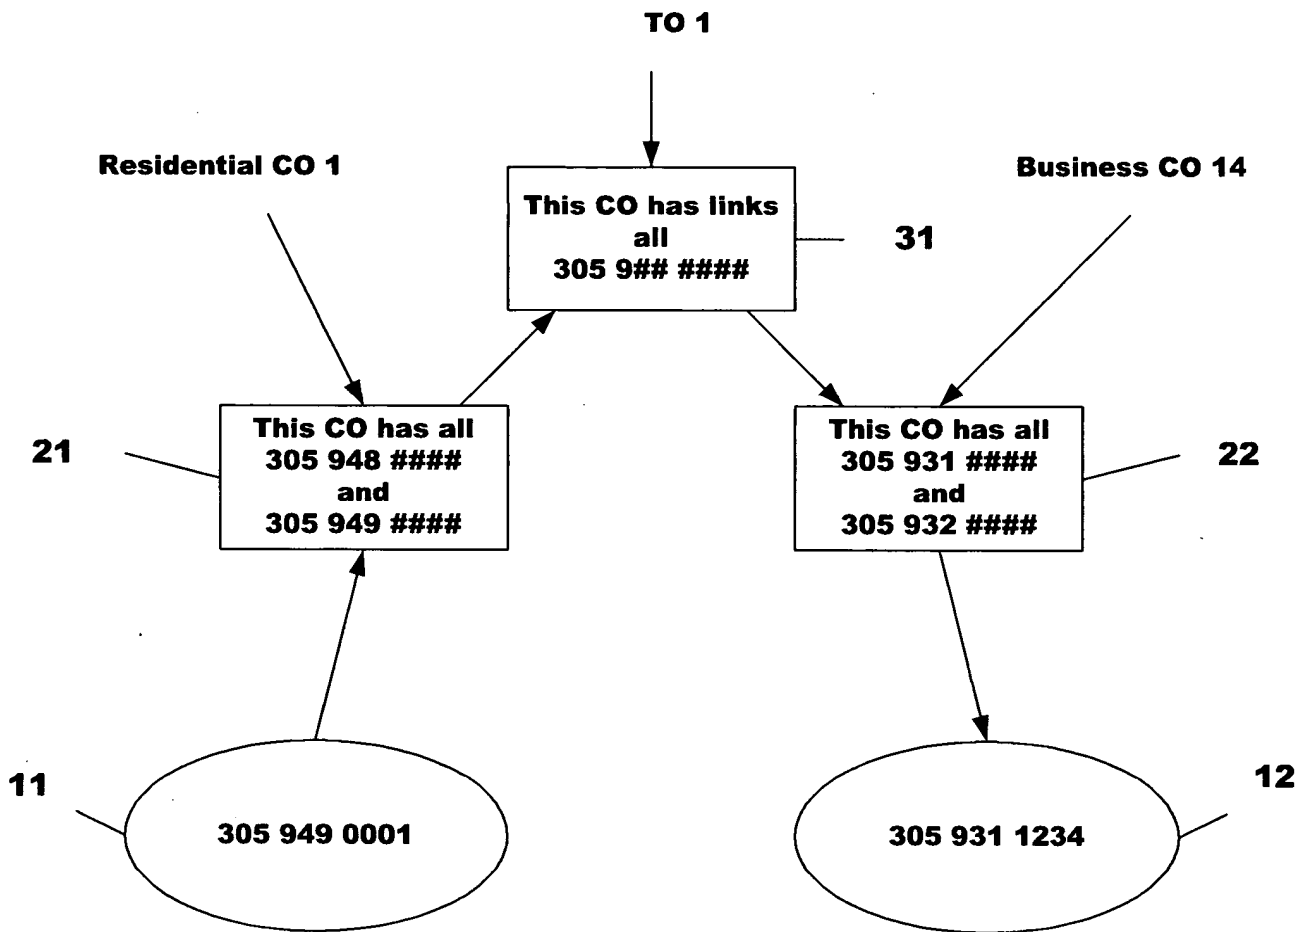 TO 1
Residential CO 1
Business CO 14
This CO has links
all
305 9## ####
31
21
This CO has all
305 948 ####
and
305 949 ####
This CO has all
305 931 ####
and
305 932 ####
22
11
305 949 0001
305 931 1234
12